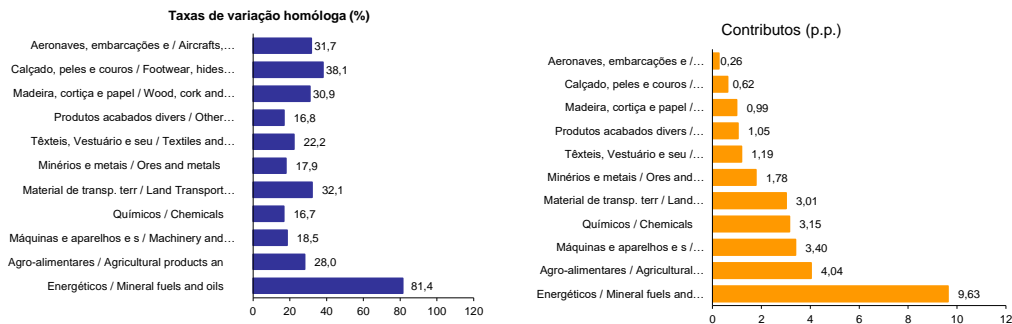 Taxas de variação homóloga (%)
Aeronaves, embarcações e / Aircrafts,… 31,7
Calçado, peles e couros / Footwear, hides… 38,1
Madeira, cortiça e papel / Wood, cork and… 30,9
Produtos acabados divers / Other… 16,8
Têxteis, Vestuário e seu / Textiles and… 22,2
Minérios e metais / Ores and metals 17,9
Material de transp. terr / Land Transport… 32,1
Químicos / Chemicals 16,7
Máquinas e aparelhos e s / Machinery and… 18,5
Agro-alimentares / Agricultural products an 28,0
Energéticos / Mineral fuels and oils 81,4
0 20 40 60 80 100 120
Contributos (p.p.)
Aeronaves, embarcações e /… 0,26
Calçado, peles e couros /… 0,62
Madeira, cortiça e papel /… 0,99
Produtos acabados divers /… 1,05
Têxteis, Vestuário e seu /… 1,19
Minérios e metais / Ores and… 1,78
Material de transp. terr / Land… 3,01
Químicos / Chemicals 3,15
Máquinas e aparelhos e s /… 3,40
Agro-alimentares / Agricultural… 4,04
Energéticos / Mineral fuels and… 9,63
0 2 4 6 8 10 12